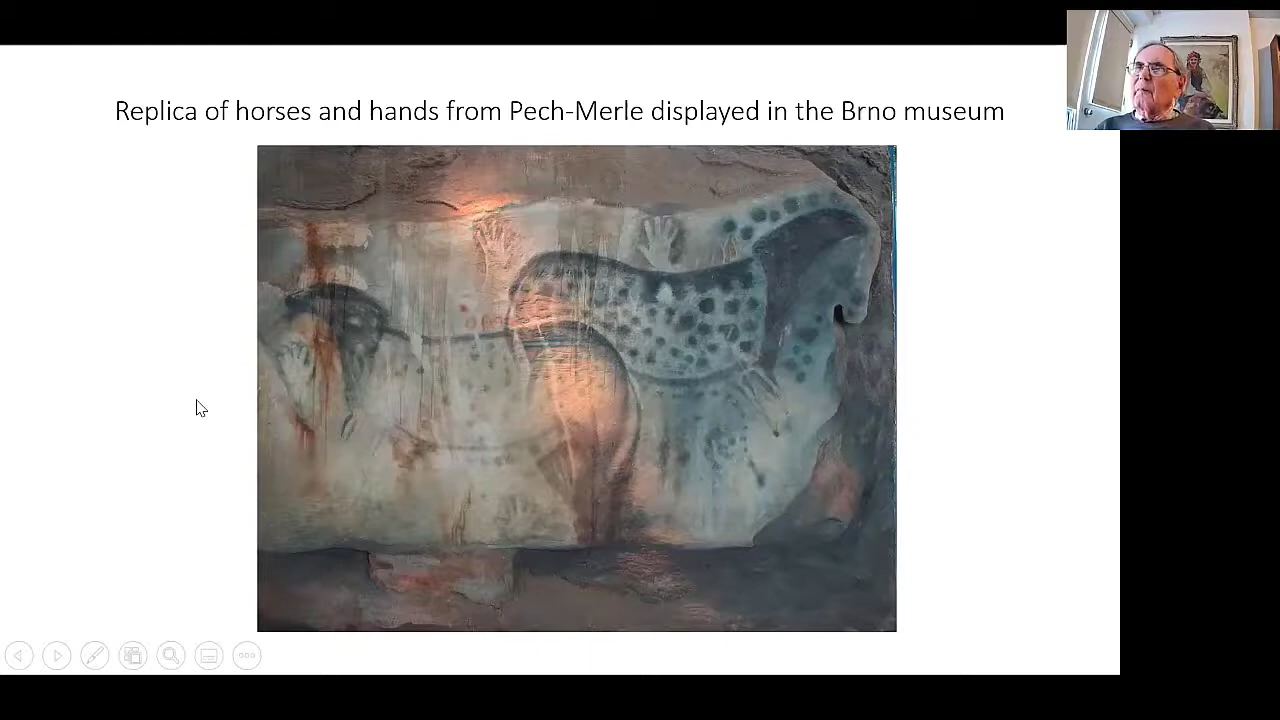 Replica of horses and hands from Pech-Merle displayed in the Brno museum